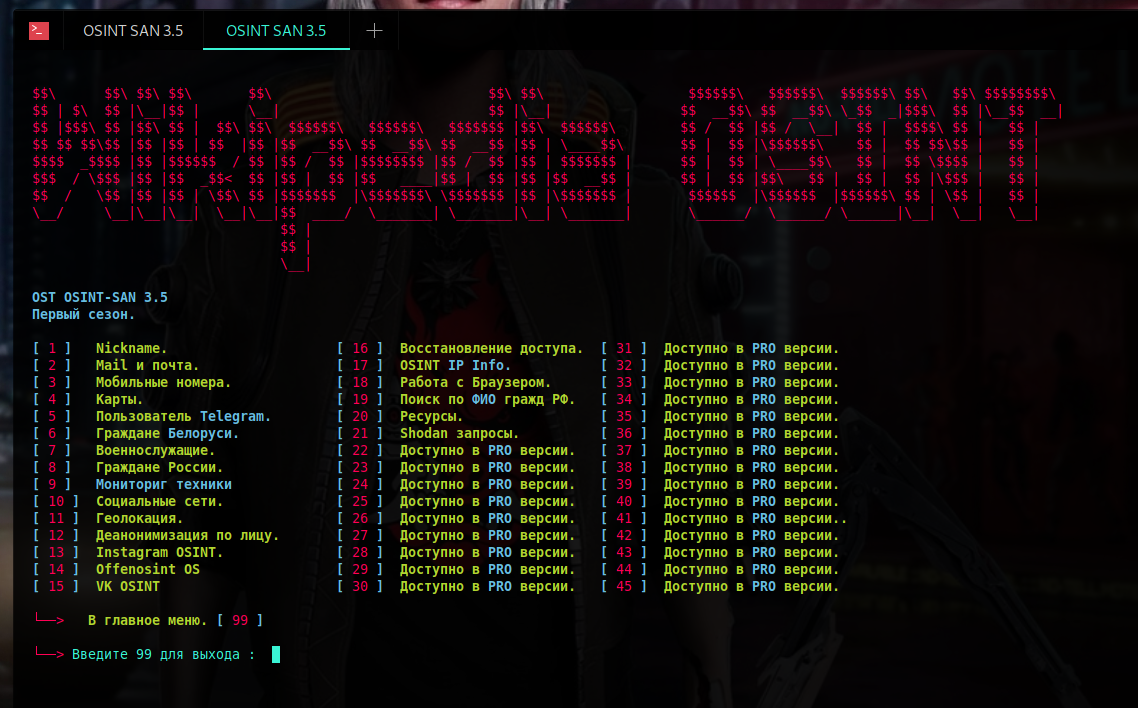 OSINT SAN 3.5 OSINT SAN 3.5
Wikipedia OSINT
OST OSINT-SAN 3.5
Первый сезон.
[ 1 ] Nickname. [ 16 ] Восстановление доступа. [ 31 ] Доступно в PRO версии.
[ 2 ] Mail и почта. [ 17 ] OSINT IP Info. [ 32 ] Доступно в PRO версии.
[ 3 ] Мобильные номера. [ 18 ] Работа с Браузером. [ 33 ] Доступно в PRO версии.
[ 4 ] Карты. [ 19 ] Поиск по ФИО гражд РФ. [ 34 ] Доступно в PRO версии.
[ 5 ] Пользователь Telegram. [ 20 ] Ресурсы. [ 35 ] Доступно в PRO версии.
[ 6 ] Граждане Белоруси. [ 21 ] Shodan запросы. [ 36 ] Доступно в PRO версии.
[ 7 ] Военнослужащие. [ 22 ] Доступно в PRO версии. [ 37 ] Доступно в PRO версии.
[ 8 ] Граждане России. [ 23 ] Доступно в PRO версии. [ 38 ] Доступно в PRO версии.
[ 9 ] Мониториг техники [ 24 ] Доступно в PRO версии. [ 39 ] Доступно в PRO версии.
[ 10 ] Социальные сети. [ 25 ] Доступно в PRO версии. [ 40 ] Доступно в PRO версии.
[ 11 ] Геолокация. [ 26 ] Доступно в PRO версии. [ 41 ] Доступно в PRO версии..
[ 12 ] Деанонимизация по лицу. [ 27 ] Доступно в PRO версии. [ 42 ] Доступно в PRO версии.
[ 13 ] Instagram OSINT. [ 28 ] Доступно в PRO версии. [ 43 ] Доступно в PRO версии.
[ 14 ] Offenosint OS [ 29 ] Доступно в PRO версии. [ 44 ] Доступно в PRO версии.
[ 15 ] VK OSINT [ 30 ] Доступно в PRO версии. [ 45 ] Доступно в PRO версии.
└──> В главное меню. [ 99 ]
└──> Введите 99 для выхода :